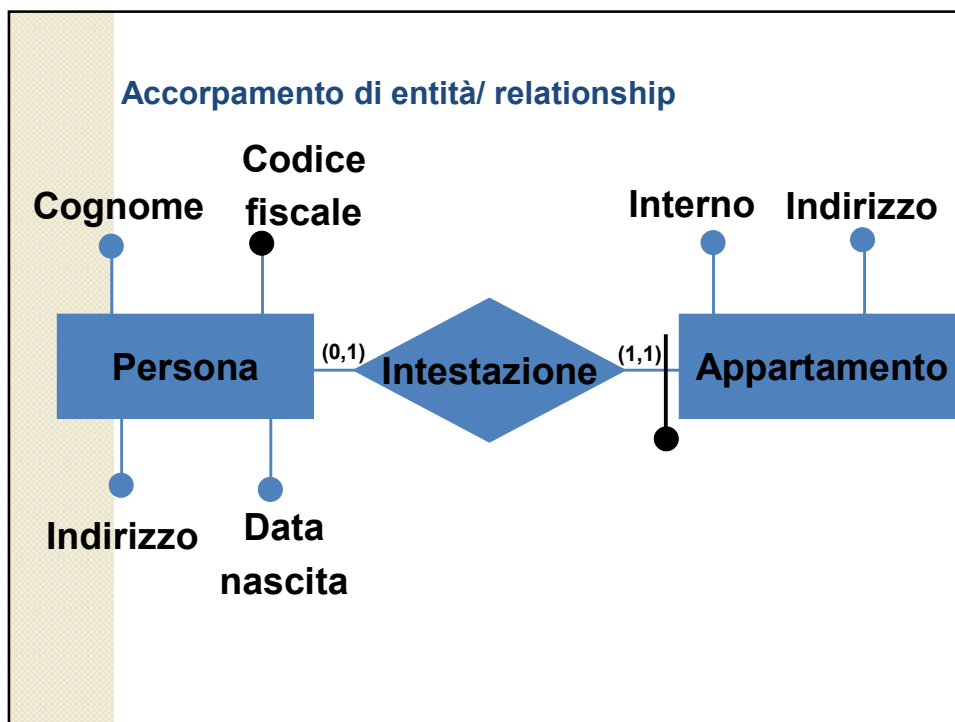 Accorpamento di entità/ relationship
Codice
fiscale
Cognome
Interno
Indirizzo
Persona
(0,1)
Intestazione
(1,1)
Appartamento
Indirizzo
Data
nascita